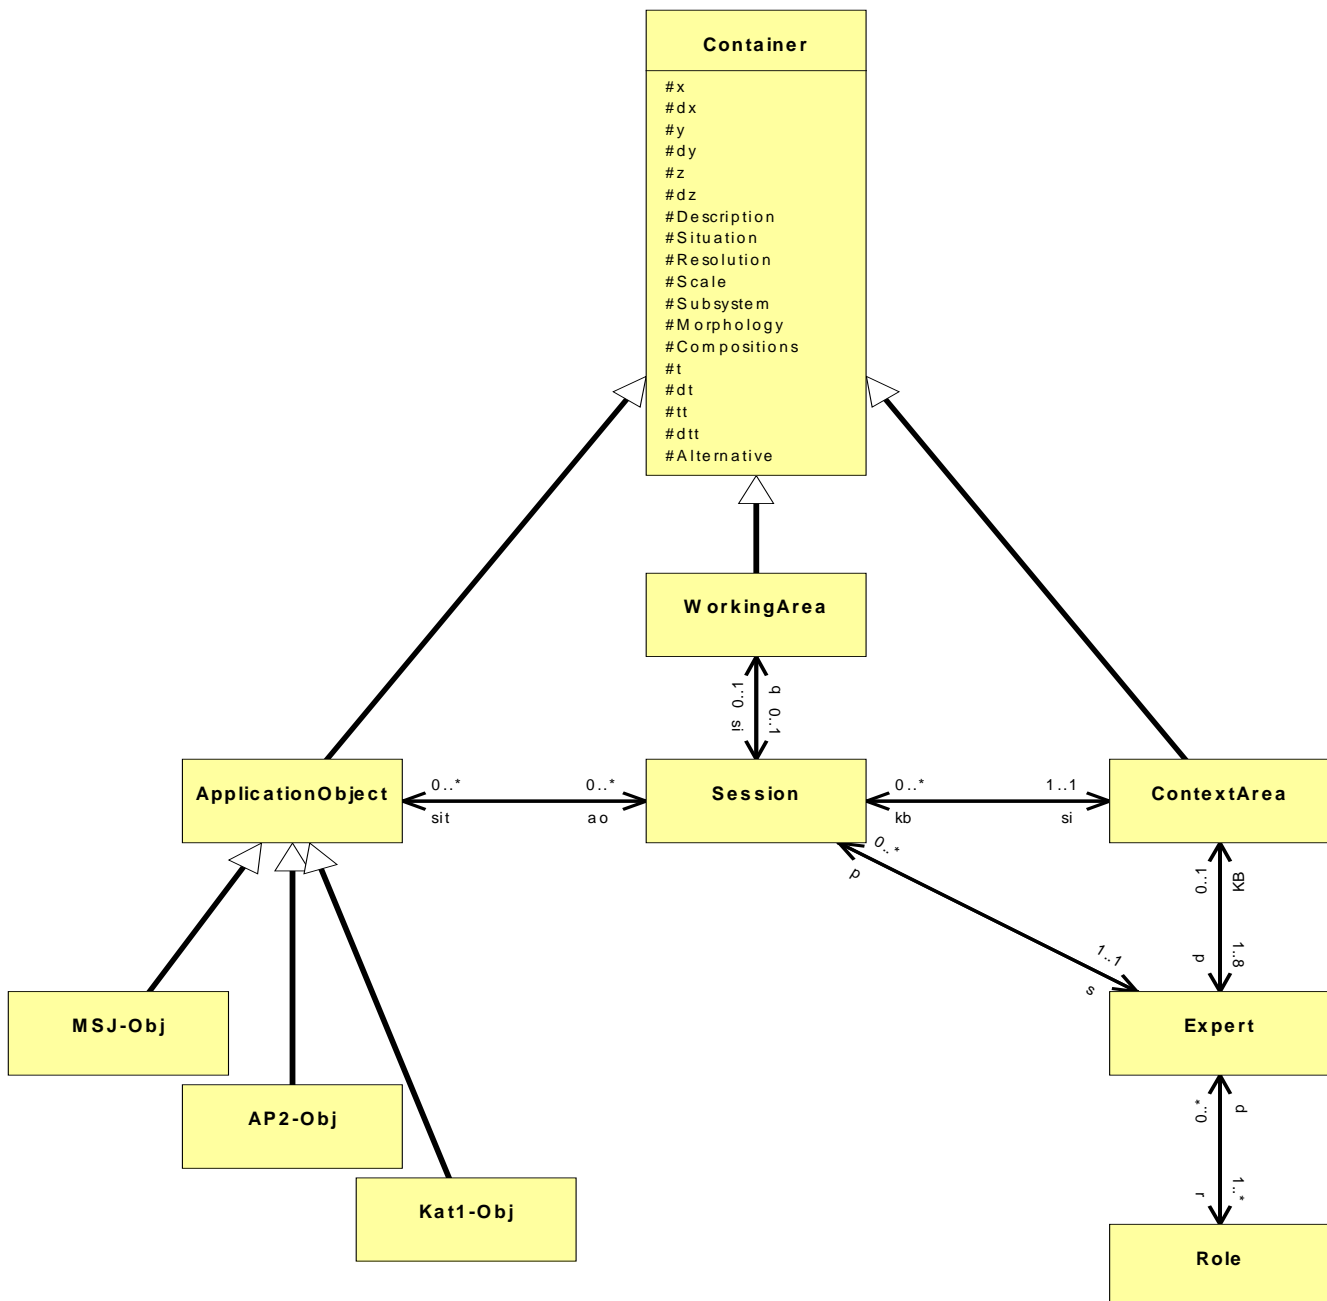 Container
#x
#dx
#y
#dy
#z
#dz
#Description
#Situation
#Resolution
#Scale
#Subsystem
#Morphology
#Compositions
#t
#dt
#tt
#dtt
#Alternative
WorkingArea
0..1
0..1
si
ApplicationObject
0..*
sit
0..*
ao
Session
0..*
kb
1..1
si
ContextArea
0..*
p
1..1
s
0..1
KB
p
1..8
MSJ-Obj
Expert
AP2-Obj
0..*
p
r
1..*
Kat1-Obj
Role